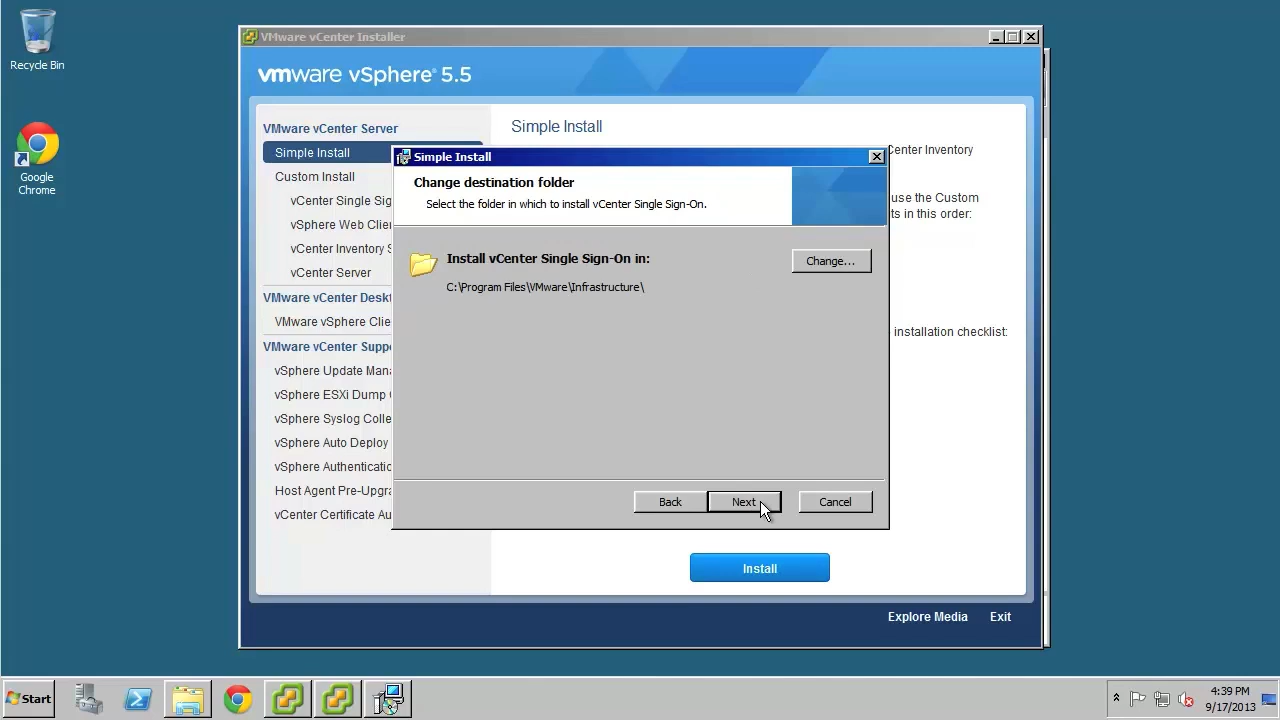 Recycle Bin
Google
Chrome
VMware vCenter Installer
vmware vSphere® 5.5
VMware vCenter Server
Simple Install
Custom Install
vCenter Single Sig
vSphere Web Clie
vCenter Inventory S
vCenter Server
VMware vCenter Deskt
VMware vSphere Clie
VMware vCenter Suppo
vSphere Update Mana
vSphere ESXi Dump
vSphere Syslog Colle
vSphere Auto Deploy
vSphere Authenticatio
Host Agent Pre-Upgra
vCenter Certificate Au
Simple Install
Center Inventory
use the Custom
ts in this order:
installation checklist:
Simple Install
Change destination folder
Select the folder in which to install vCenter Single Sign-On.
Install vCenter Single Sign-On in:
Change...
C:\Program Files\VMware\Infrastructure\
Back
Next
Cancel
Install
Explore Media
Exit
Start
4:39 PM
9/17/2013